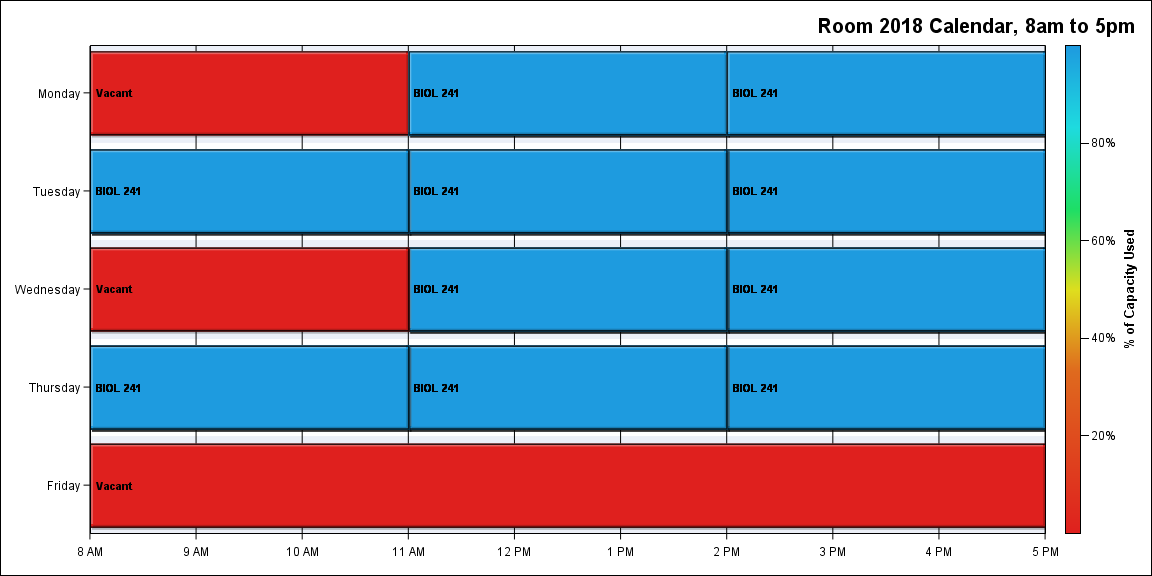 Room 2018 Calendar, 8am to 5pm
Monday
Vacant
BIOL 241
BIOL 241
Tuesday
BIOL 241
BIOL 241
BIOL 241
Wednesday
Vacant
BIOL 241
BIOL 241
Thursday
BIOL 241
BIOL 241
BIOL 241
Friday
Vacant
8 AM
9 AM
10 AM
11 AM
12 PM
1 PM
2 PM
3 PM
4 PM
5 PM
80%
60%
40%
20%
% of Capacity Used